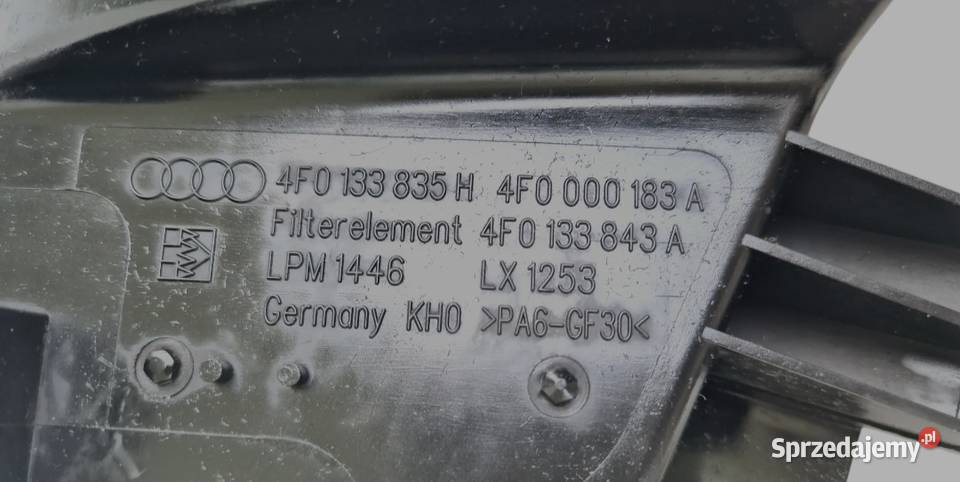 4F0 133 835 H 4F0 000 183 A
Filterelement 4F0 133 843 A
LPM 1446 LX 1253
Germany KH0 >PA6-GF30<
Sprzedajemy.pl